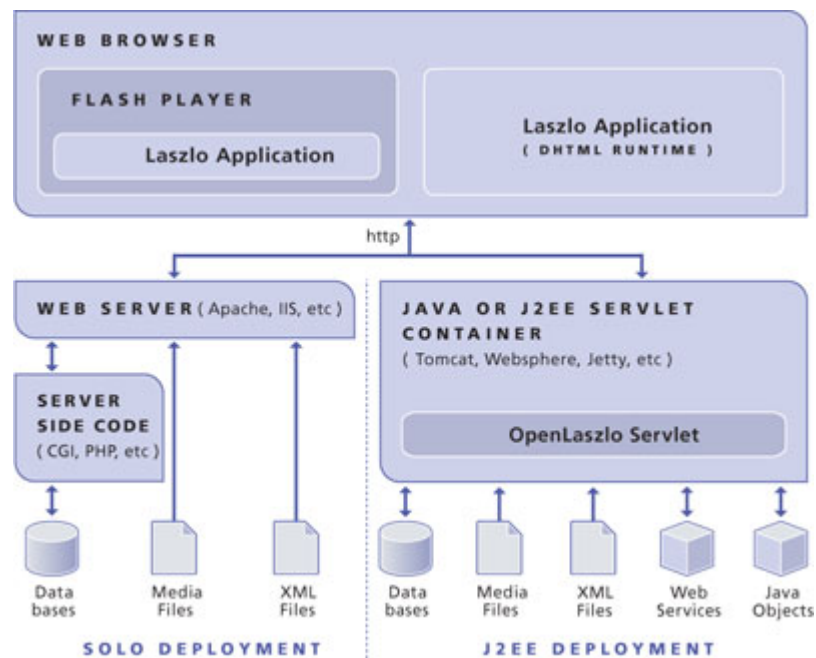 WEB BROWSER
FLASH PLAYER
Laszlo Application
Laszlo Application
( DHTML RUNTIME )
http
WEB SERVER ( Apache, IIS, etc )
SERVER
SIDE CODE
( CGI, PHP, etc )
Data
bases
Media
Files
XML
Files
SOLO DEPLOYMENT
JAVA OR J2EE SERVLET
CONTAINER
( Tomcat, Websphere, Jetty, etc )
OpenLaszlo Servlet
Data
bases
Media
Files
XML
Files
Web
Services
Java
Objects
J2EE DEPLOYMENT